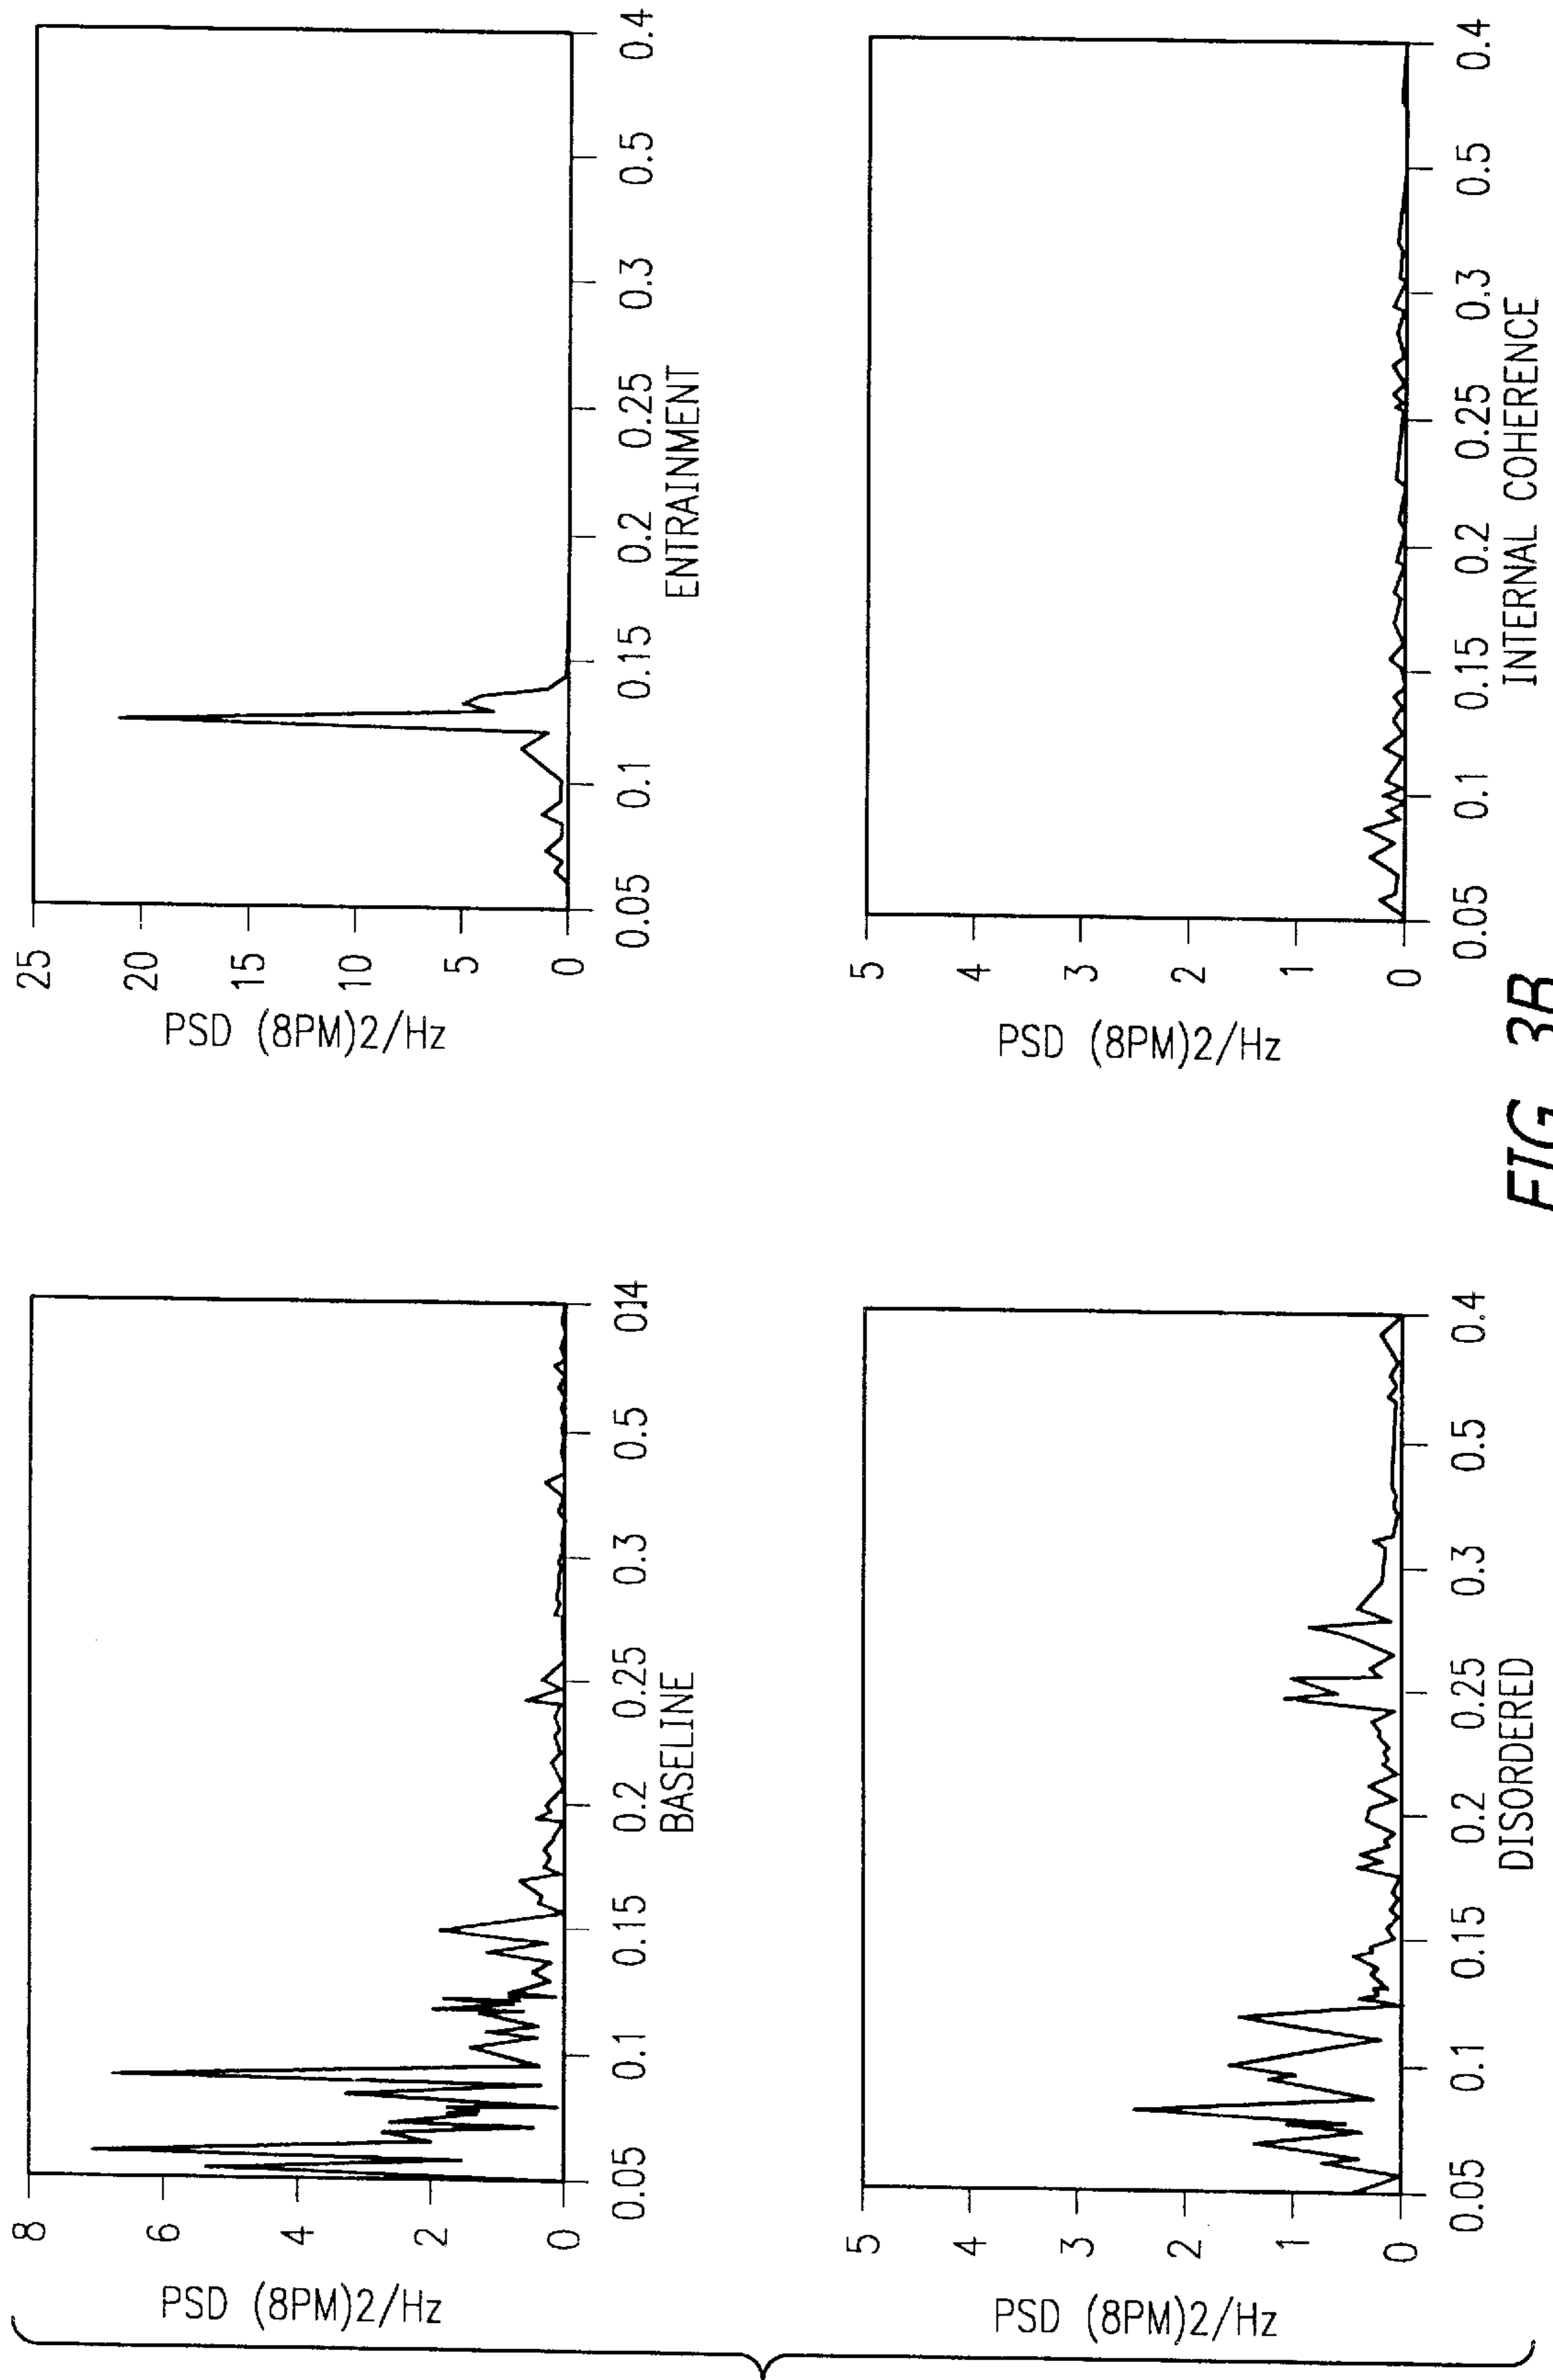 PSD (8PM)2/Hz
8
6
4
2
0
0.05 0.1 0.15 0.2 0.25 0.3 0.5 014
BASELINE
PSD (8PM)2/Hz
25
20
15
10
5
0
0.05 0.1 0.15 0.2 0.25 0.3 0.5 0.4
ENTRAINMENT
PSD (8PM)2/Hz
5
4
3
2
1
0
0.05 0.1 0.15 0.2 0.25 0.3 0.5 0.4
DISORDERED
PSD (8PM)2/Hz
5
4
3
2
1
0
0.05 0.1 0.15 0.2 0.25 0.3 0.5 0.4
INTERNAL COHERENCE
FIG. 3B